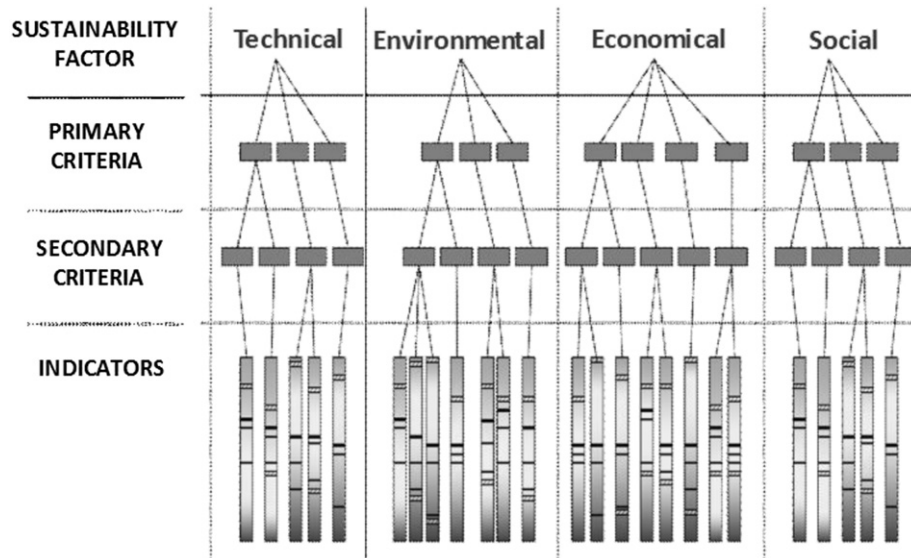 SUSTAINABILITY
FACTOR
Technical
Environmental
Economical
Social
PRIMARY
CRITERIA
SECONDARY
CRITERIA
INDICATORS